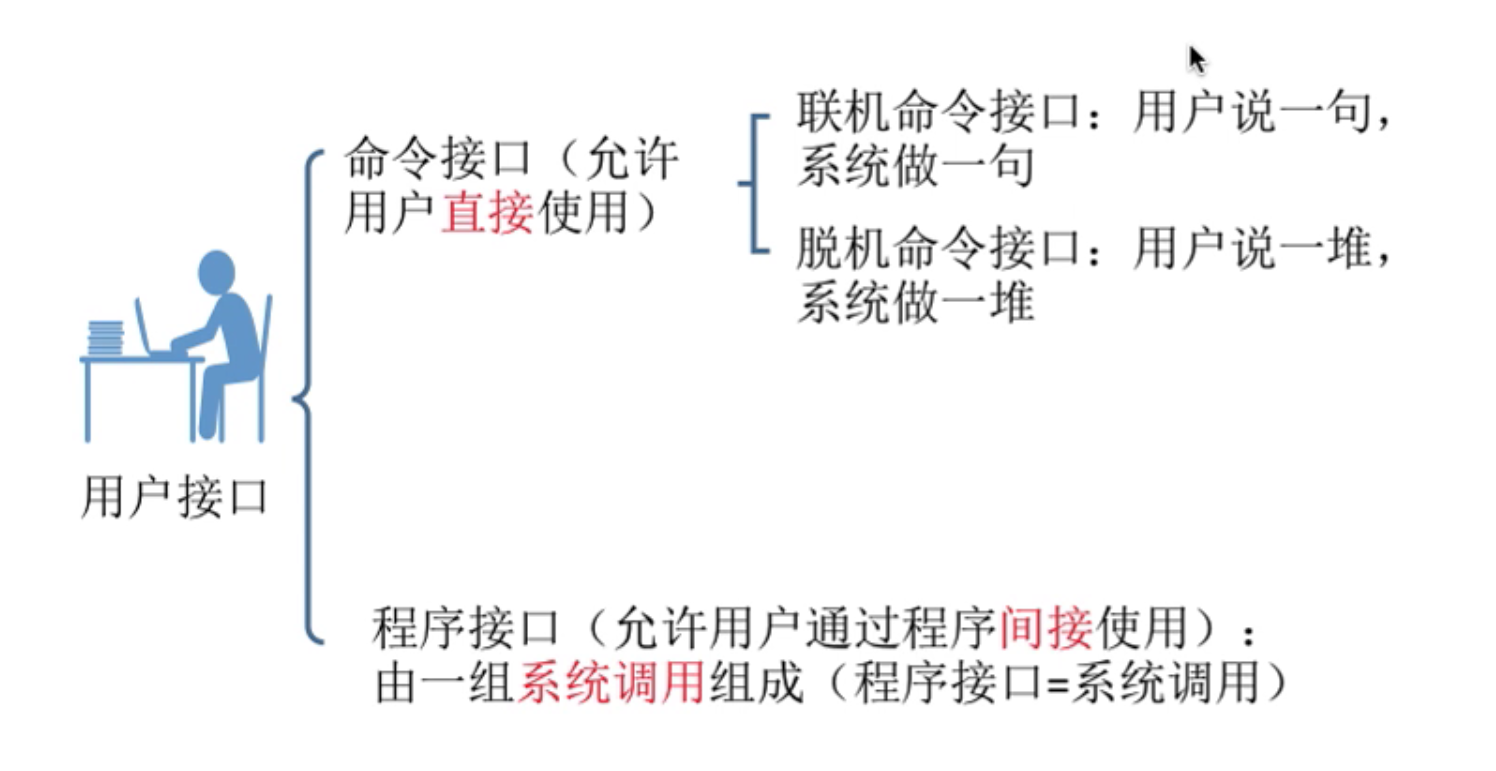 联机命令接口：用户说一句，
系统做一句
命令接口（允许
用户直接使用）
脱机命令接口：用户说一堆，
系统做一堆
用户接口
程序接口（允许用户通过程序间接使用）：
由一组系统调用组成（程序接口=系统调用）